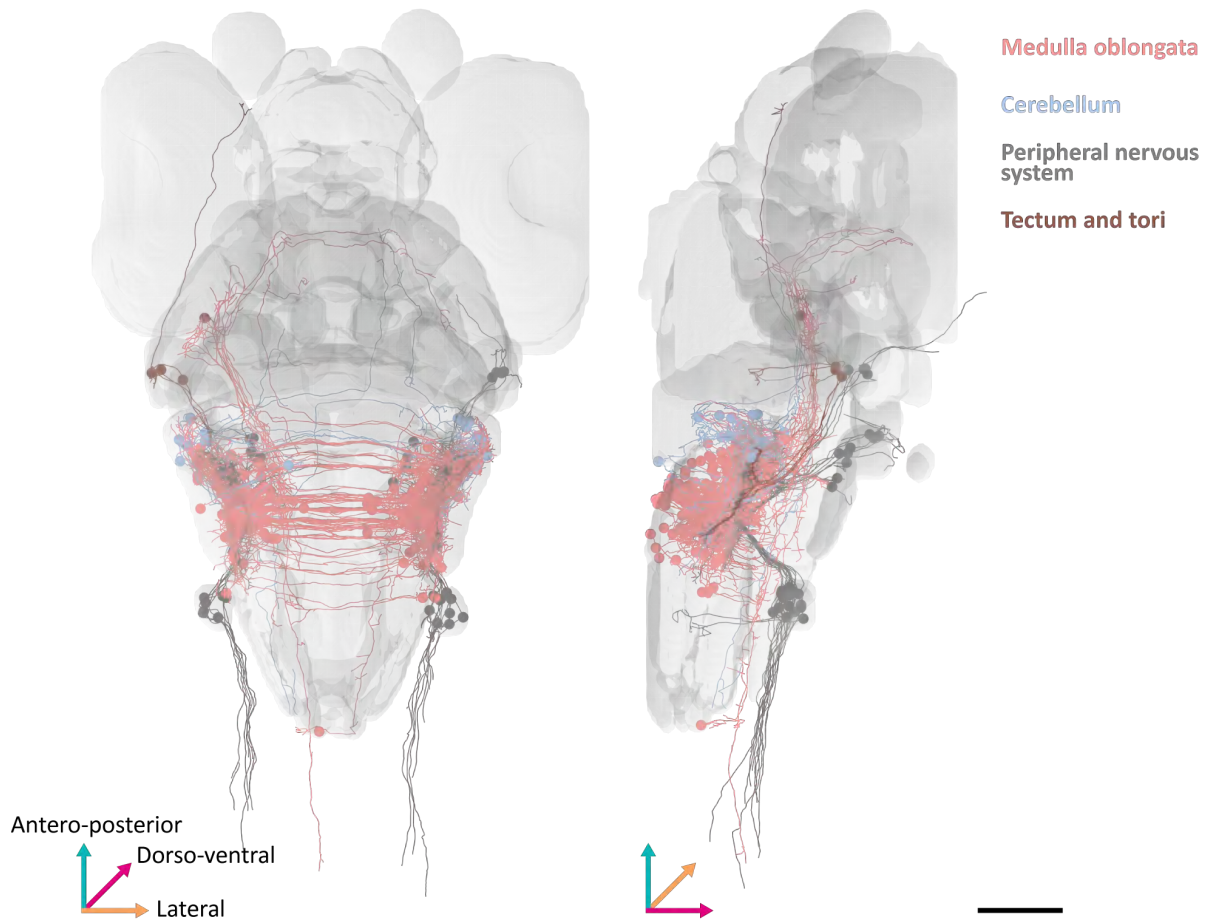 Medulla oblongata
Cerebellum
Peripheral nervous
system
Tectum and tori
Antero-posterior
Dorso-ventral
Lateral